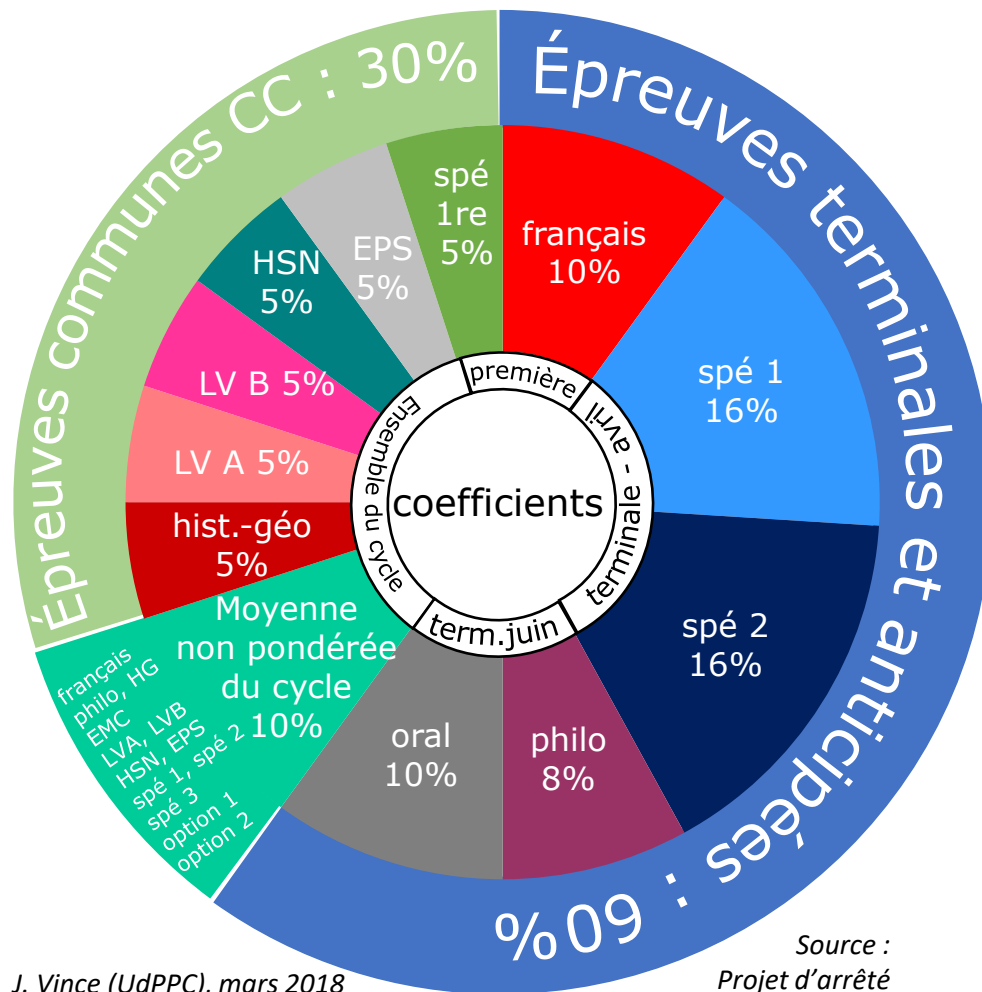 Épreuves communes CC : 30%
Épreuves terminales et anticipées : 60%
spé
1re
5%
français
10%
spé 1
16%
spé 2
16%
philo
8%
oral
10%
Moyenne
non pondérée
du cycle
10%
français
philo, HG
EMC
LVA, LVB
HSN, EPS
spé 1, spé 2
spé 3
option 1
option 2
hist.-géo
5%
LV A 5%
LV B 5%
HSN
5%
EPS
5%
première
terminale - avril
term.juin
Ensemble du cycle
coefficients
J. Vince (UdPPC), mars 2018
Source :
Projet d’arrêté